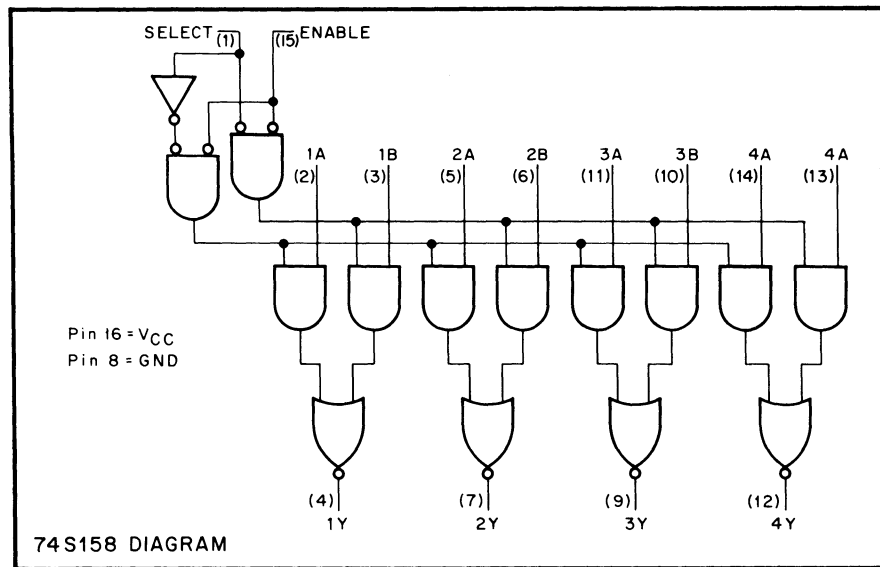 SELECT (1) (15) ENABLE
1A 1B 2A 2B 3A 3B 4A 4A
(2) (3) (5) (6) (11) (10) (14) (13)
Pin 16 = VCC
Pin 8 = GND
(4) (7) (9) (12)
1Y 2Y 3Y 4Y
74S158 DIAGRAM